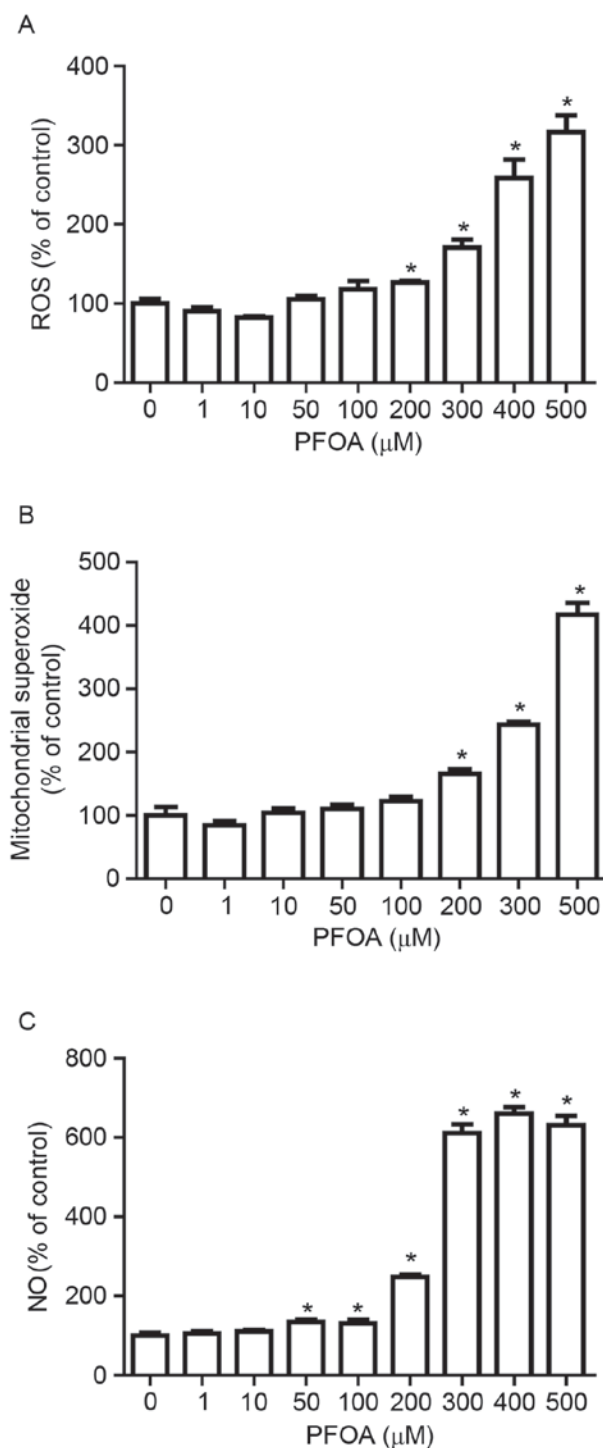 A
ROS (% of control)
400
300
200
100
0
* * * *
0 1 10 50 100 200 300 400 500
PFOA (μM)
B
Mitochondrial superoxide
(% of control)
500
400
300
200
100
0
* * *
0 1 10 50 100 200 300 500
PFOA (μM)
C
NO(% of control)
800
600
400
200
0
* * * * * *
0 1 10 50 100 200 300 400 500
PFOA (μM)